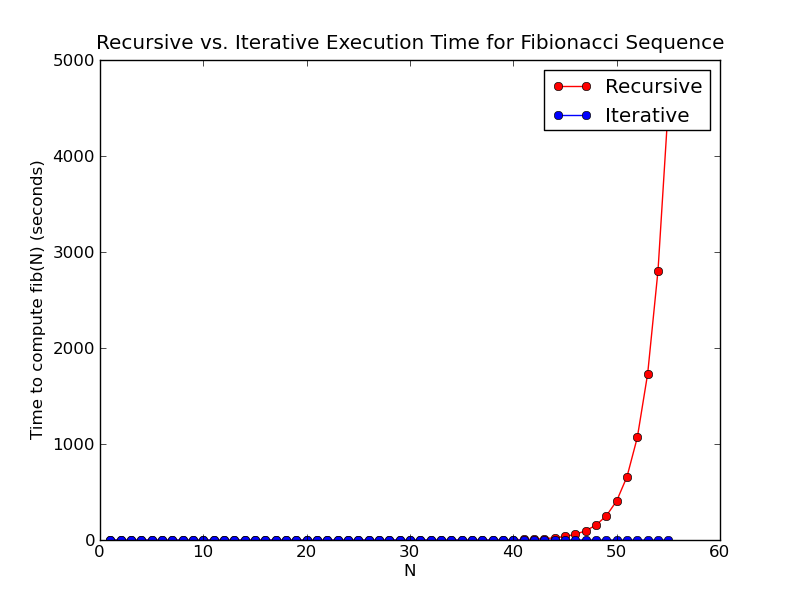 Recursive vs. Iterative Execution Time for Fibionacci Sequence
5000
4000
3000
2000
1000
0
Time to compute fib(N) (seconds)
Recursive
Iterative
0 10 20 30 40 50 60
N